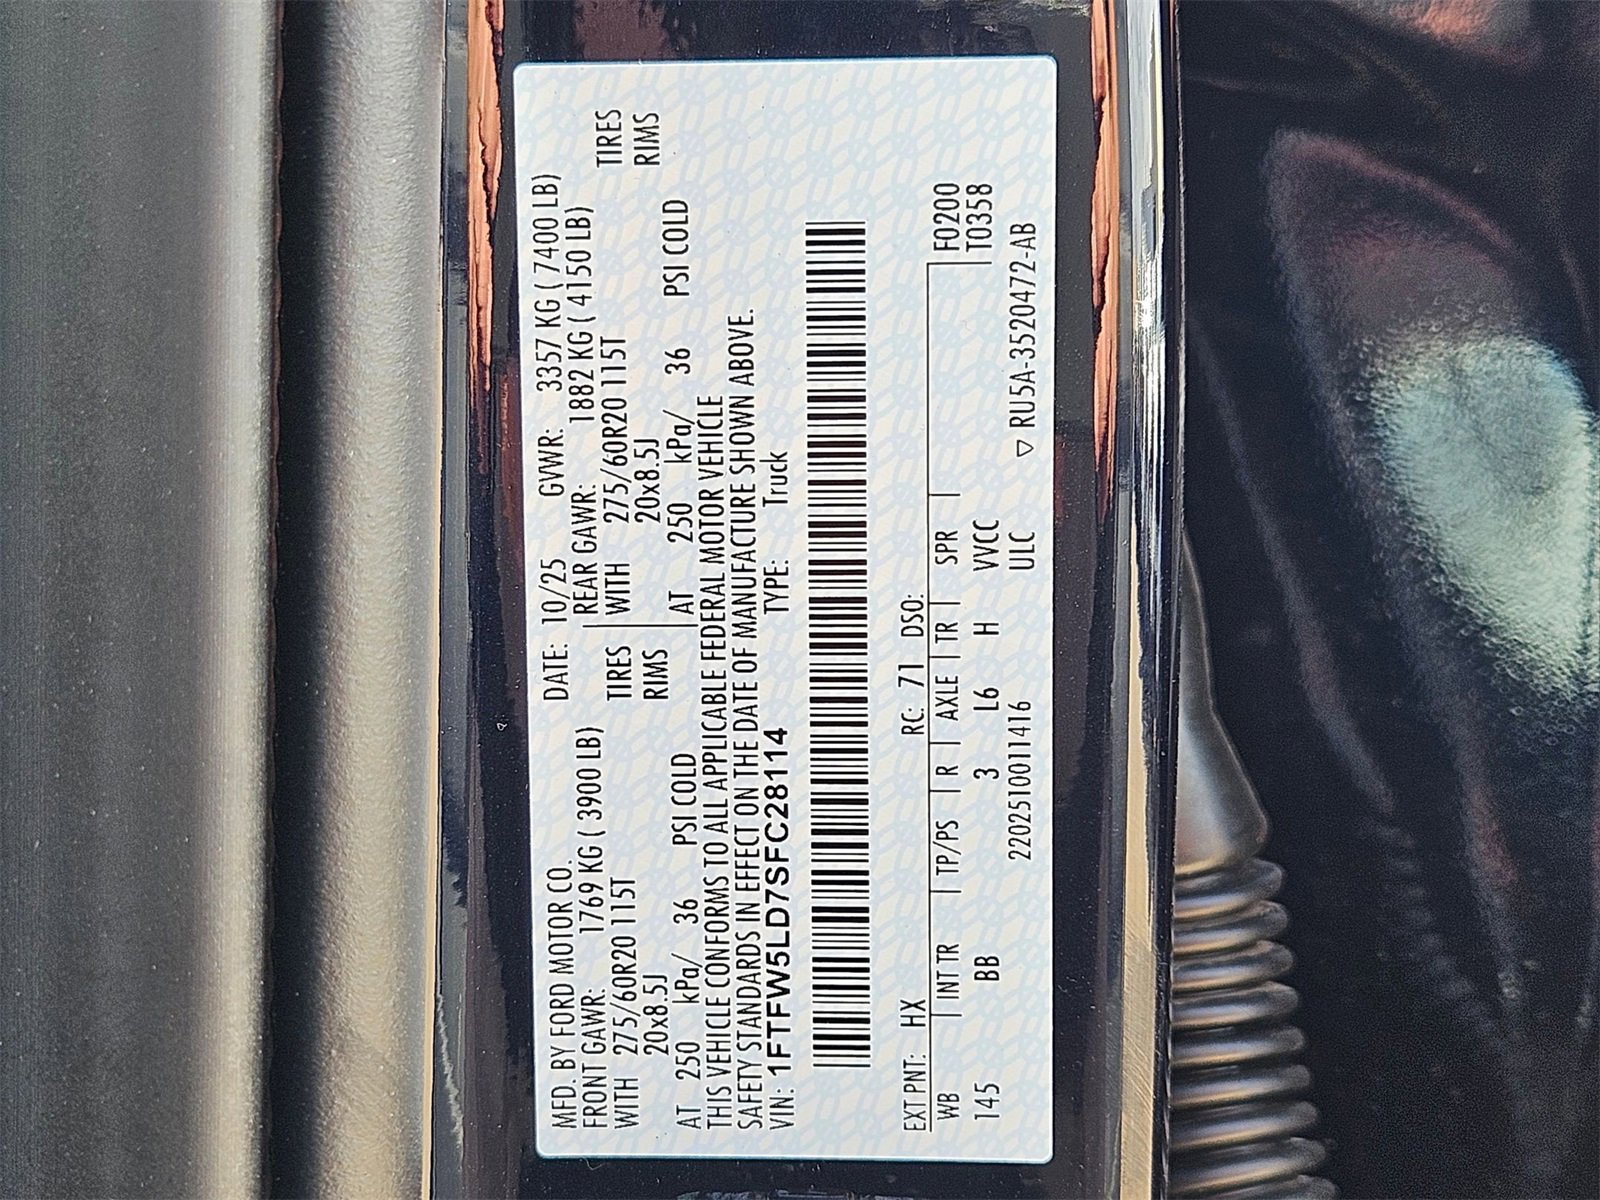 MFD. BY FORD MOTOR CO. DATE: 10/25 GVWR: 3357 KG ( 7400 LB)
FRONT GAWR: 1769 KG ( 3900 LB) REAR GAWR: 1882 KG ( 4150 LB)
WITH 275/60R20 115T TIRES WITH 275/60R20 115T TIRES
20x8.5J RIMS 20x8.5J RIMS
AT 250 kPa/ 36 PSI COLD AT 250 kPa/ 36 PSI COLD
THIS VEHICLE CONFORMS TO ALL APPLICABLE FEDERAL MOTOR VEHICLE
SAFETY STANDARDS IN EFFECT ON THE DATE OF MANUFACTURE SHOWN ABOVE.
VIN: 1FTFW5LD7SFC28114 TYPE: Truck
EXT PNT: HX RC: 71 DSO:
WB INT TR TP/PS R AXLE TR SPR F0200
145 BB 3 L6 H VVCC T0358
2202510011416 ULC ▽ RU5A-3520472-AB